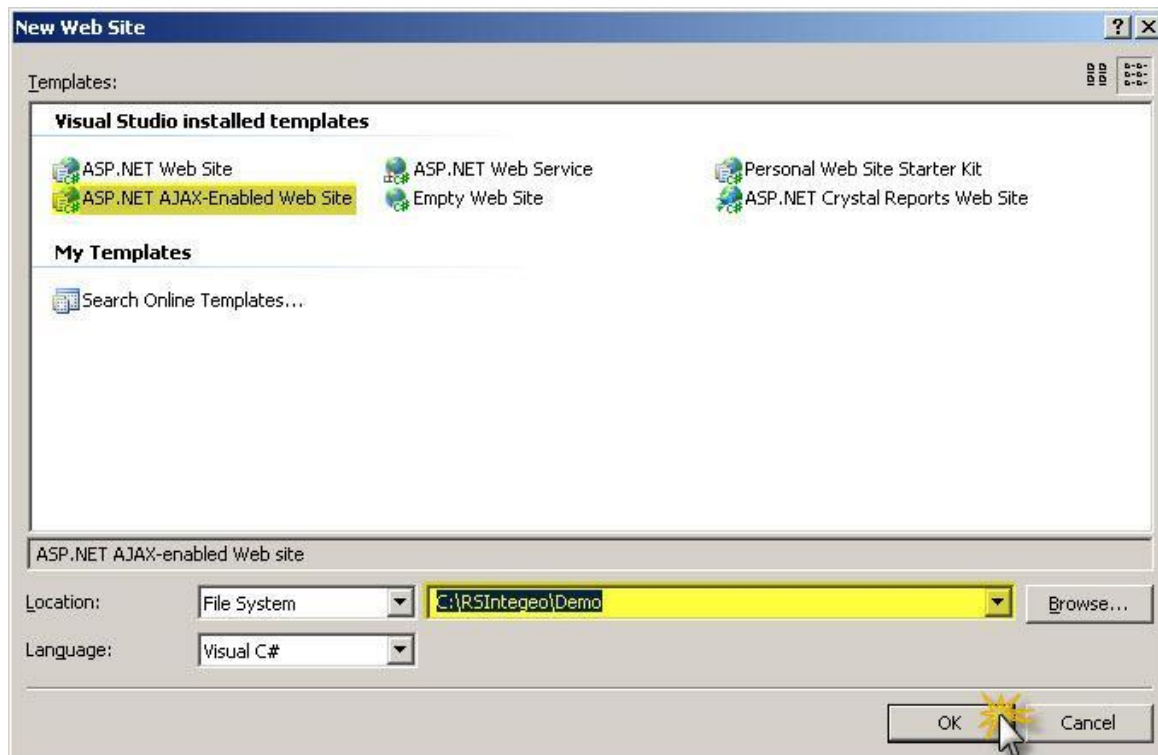 New Web Site
Templates:
Visual Studio installed templates
ASP.NET Web Site ASP.NET Web Service Personal Web Site Starter Kit
ASP.NET AJAX-Enabled Web Site Empty Web Site ASP.NET Crystal Reports Web Site
My Templates
Search Online Templates...
ASP.NET AJAX-enabled Web site
Location: File System C:\RSIntegeo\Demo Browse...
Language: Visual C#
OK Cancel